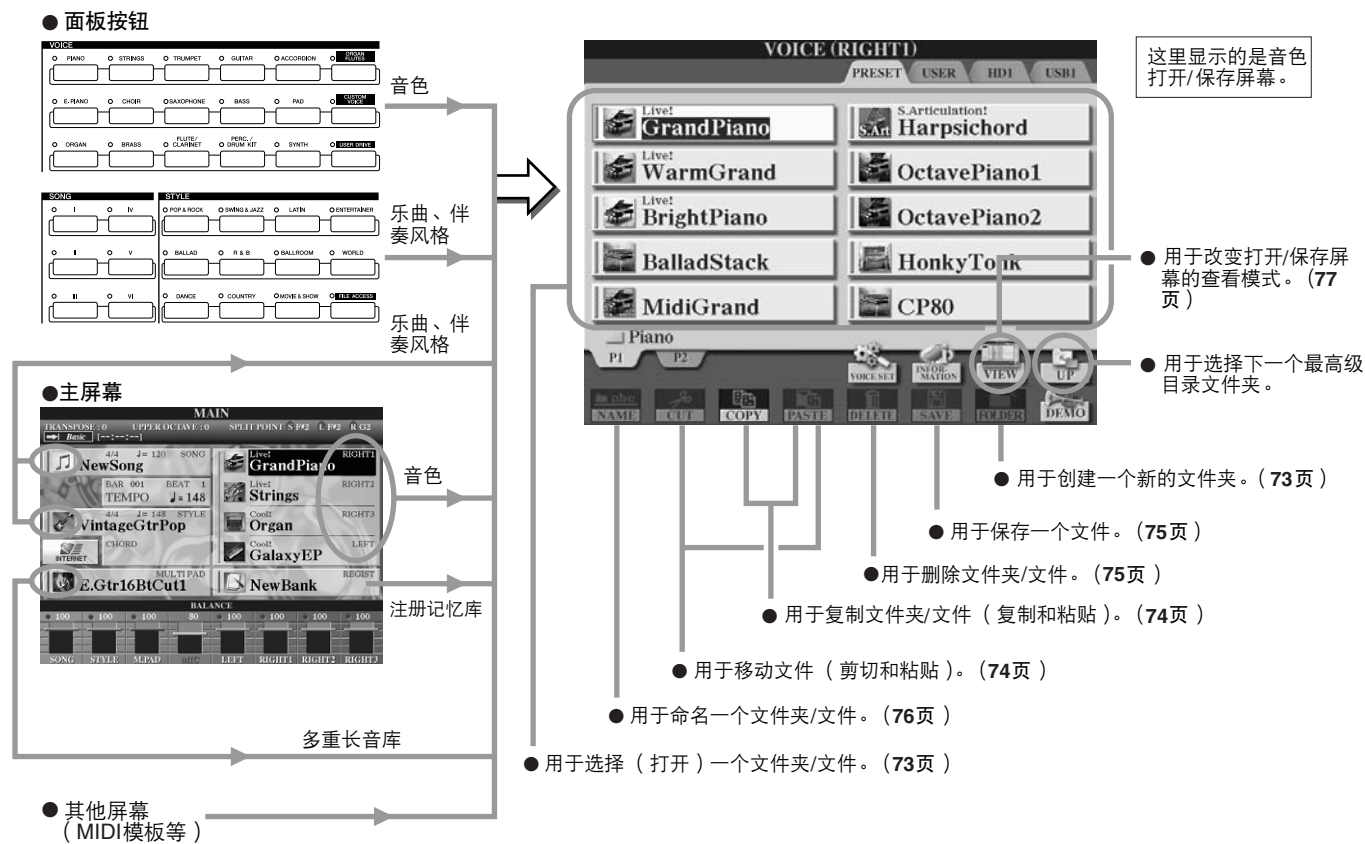 ● 面板按钮
VOICE
PIANO STRINGS TRUMPET GUITAR ACCORDION ORGAN FLUTES
E.PIANO CHOIR SAXOPHONE BASS PAD CUSTOM VOICE
ORGAN BRASS FLUTE/ CLARINET PERC. / DRUM KIT SYNTH USER DRIVE
音色
SONG STYLE
I IV POP & ROCK SWING & JAZZ LATIN ENTERTAINER
II V BALLAD R & B BALLROOM WORLD
III VI DANCE COUNTRY MOVIE & SHOW FILE ACCESS
乐曲、伴
奏风格
乐曲、伴
奏风格
●主屏幕
MAIN
TRANSPOSE : 0 UPPER OCTAVE : 0 SPLIT POINT S F#2 L F#2 R G2
Basic [--:--:--]
4/4 ♩= 120 SONG
NewSong
BAR 001 BEAT 1
TEMPO ♩= 148
4/4 ♩= 148 STYLE
VintageGtrPop
INTERNET
CHORD
MULTI PAD
E.Gtr16BtCut1
Live! RIGHT1
GrandPiano
Live! RIGHT2
Strings
Cool! RIGHT3
Organ
Cool! LEFT
GalaxyEP
REGIST
NewBank
BALANCE
100 100 100 80 100 100 100 100
SONG STYLE M.PAD MIC LEFT RIGHT1 RIGHT2 RIGHT3
音色
注册记忆库
多重长音库
● 其他屏幕
（MIDI模板等）
VOICE (RIGHT1)
PRESET USER HD1 USB1
Live!
GrandPiano
S.Articulation!
S.Art Harpsichord
Live!
WarmGrand
OctavePiano1
Live!
BrightPiano
OctavePiano2
BalladStack
HonkyTonk
MidiGrand
CP80
Piano
P1 P2
VOICE SET INFOR-MATION VIEW UP
NAME CUT COPY PASTE DELETE SAVE FOLDER DEMO
这里显示的是音色
打开/保存屏幕。
● 用于改变打开/保存屏
幕的查看模式。（77
页）
● 用于选择下一个最高级
目录文件夹。
● 用于创建一个新的文件夹。（73页）
● 用于保存一个文件。（75页）
●用于删除文件夹/文件。（75页）
● 用于复制文件夹/文件（复制和粘贴）。（74页）
● 用于移动文件（剪切和粘贴）。（74页）
● 用于命名一个文件夹/文件。（76页）
● 用于选择（打开）一个文件夹/文件。（73页）